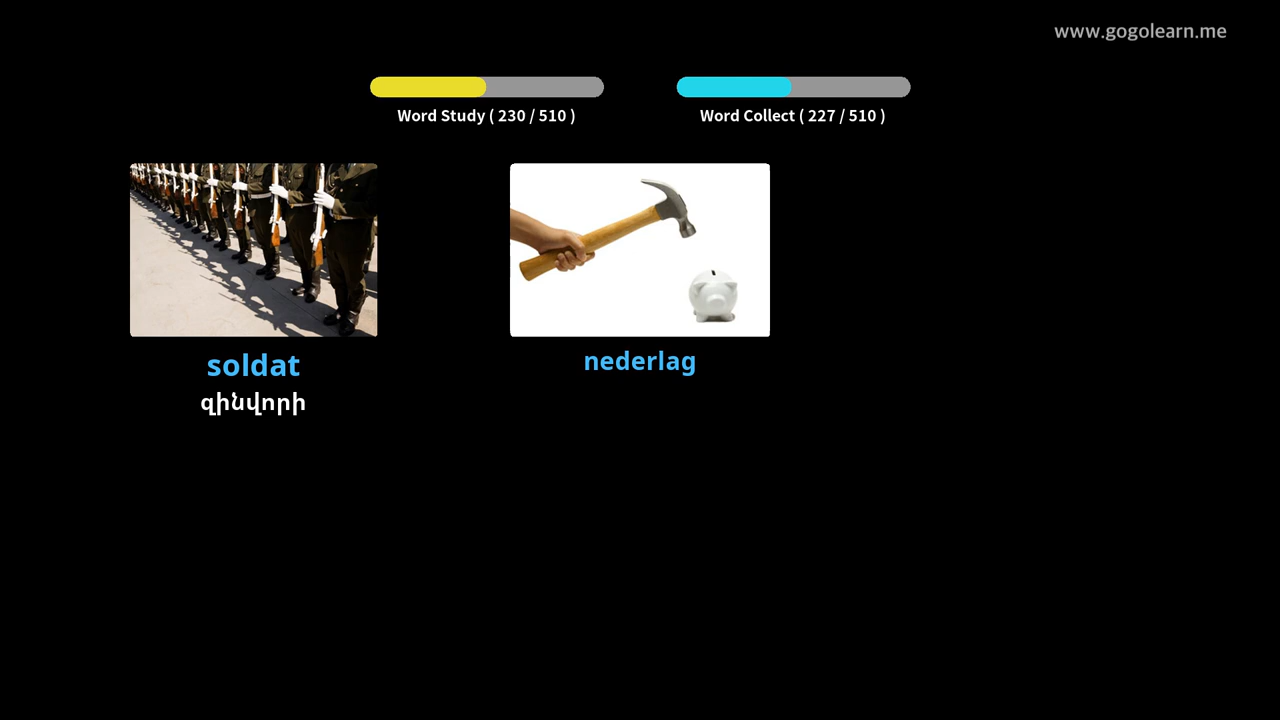 www.gogolearn.me
Word Study ( 230 / 510 )
Word Collect ( 227 / 510 )
soldat
զինվորի
nederlag